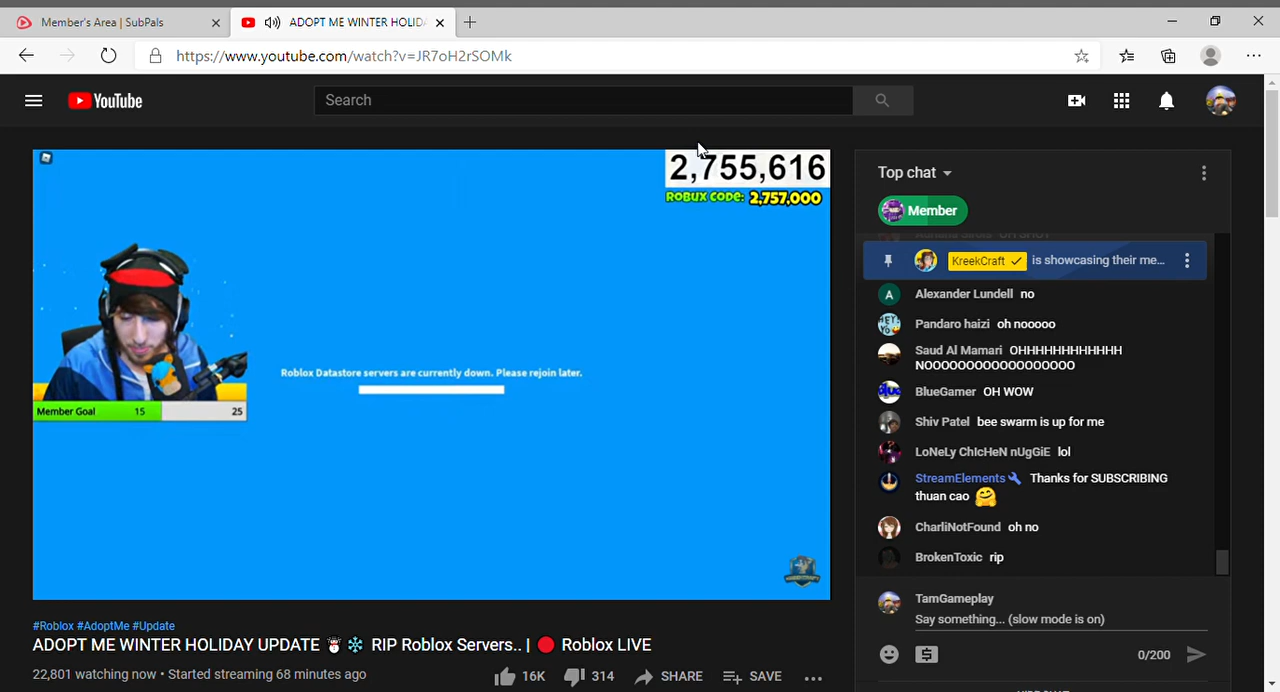 Member's Area | SubPals
ADOPT ME WINTER HOLID
https://www.youtube.com/watch?v=JR7oH2rSOMk
YouTube
Search
2,755,616
ROBUX CODE: 2,757,000
Roblox Datastore servers are currently down. Please rejoin later.
Member Goal 15 25
KREEKCRAFT
#Roblox #AdoptMe #Update
ADOPT ME WINTER HOLIDAY UPDATE ☃️ ❄️ RIP Roblox Servers.. | 🔴 Roblox LIVE
22,801 watching now • Started streaming 68 minutes ago
16K 314 SHARE SAVE
Top chat
Member
KreekCraft is showcasing their me...
A Alexander Lundell no
Pandaro haizi oh nooooo
Saud Al Mamari OHHHHHHHHHHHH
NOOOOOOOOOOOOOOOOOO
BlueGamer OH WOW
Shiv Patel bee swarm is up for me
LoNeLy ChIcHeN nUgGiE lol
StreamElements Thanks for SUBSCRIBING
thuan cao 🤗
CharliNotFound oh no
BrokenToxic rip
TamGameplay
Say something... (slow mode is on)
0/200